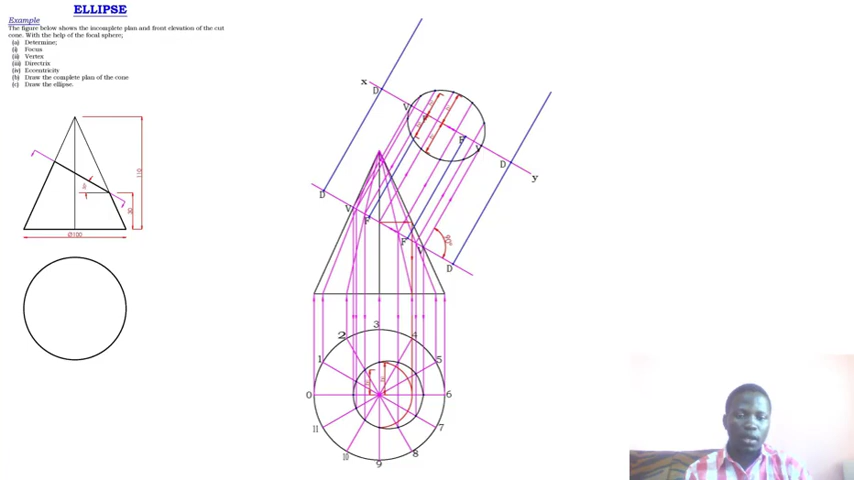 ELLIPSE
Example
The figure below shows the incomplete plan and front elevation of the cut
cone. With the help of the focal sphere;
(a) Determine;
(i) Focus
(ii) Vertex
(iii) Directrix
(iv) Eccentricity
(b) Draw the complete plan of the cone
(c) Draw the ellipse.
110
30
Ø100
x
D
V
F
F
V
D
y
D
V
F
F
V
90°
D
0
1
2
3
4
5
6
7
8
9
10
11